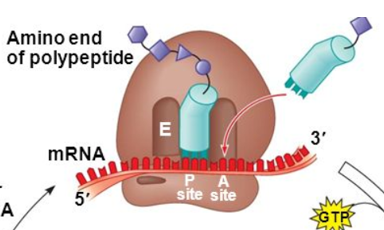 Amino end
of polypeptide
E
mRNA
3′
5′
P
site
A
site
A
GTP